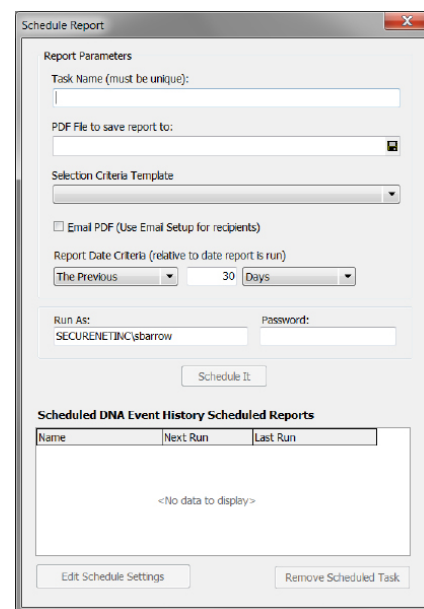 Schedule Report
Report Parameters
Task Name (must be unique):
PDF File to save report to:
Selection Criteria Template
Email PDF (Use Email Setup for recipients)
Report Date Criteria (relative to date report is run)
The Previous 30 Days
Run As: Password:
SECURENETINC\sbarrow
Schedule It
Scheduled DNA Event History Scheduled Reports
Name Next Run Last Run
<No data to display>
Edit Schedule Settings Remove Scheduled Task